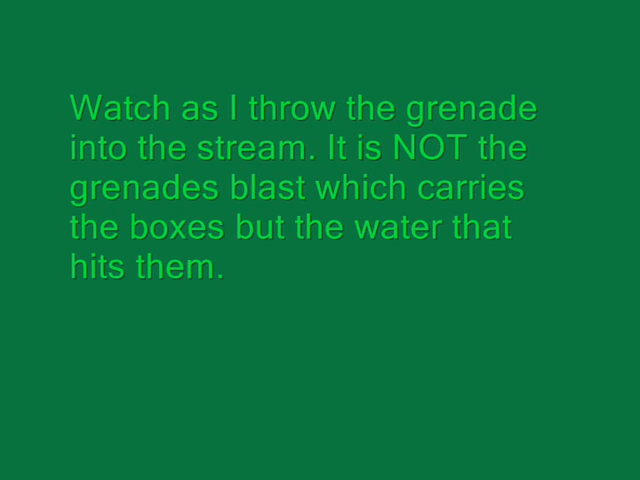 Watch as I throw the grenade
into the stream. It is NOT the
grenades blast which carries
the boxes but the water that
hits them.